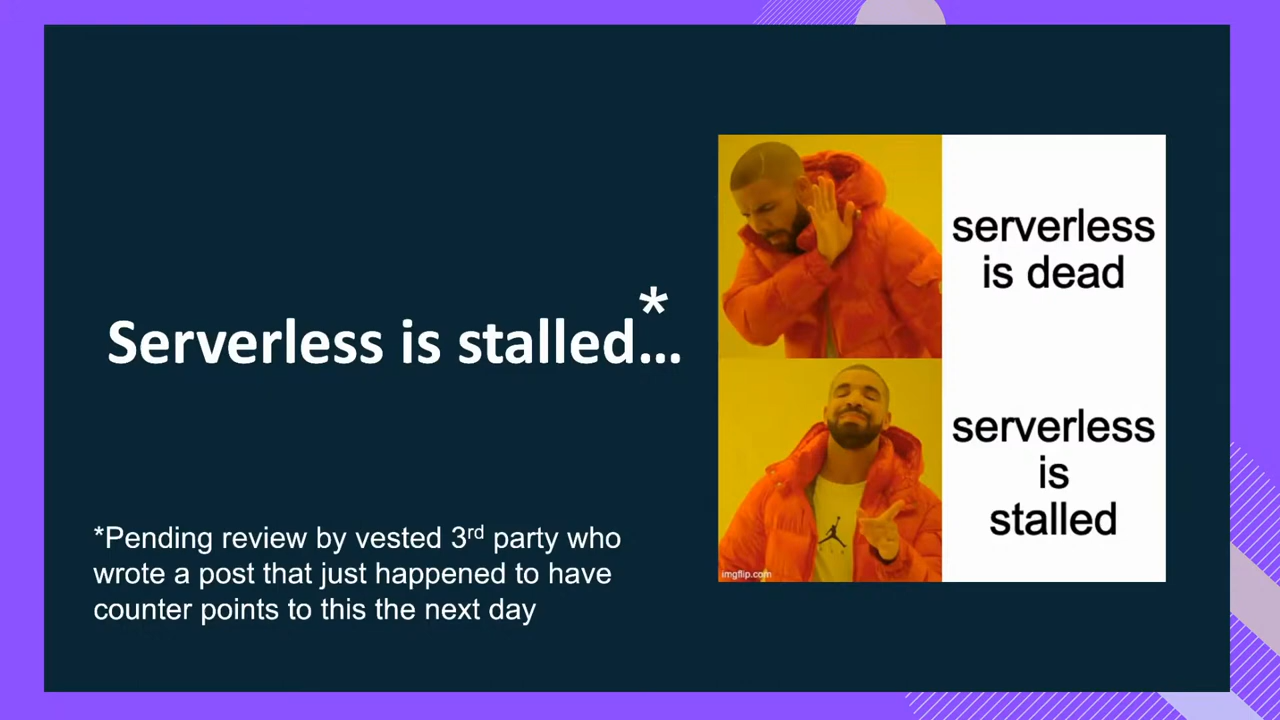 Serverless is stalled...*
*Pending review by vested 3rd party who
wrote a post that just happened to have
counter points to this the next day
serverless
is dead
serverless
is
stalled
imgflip.com